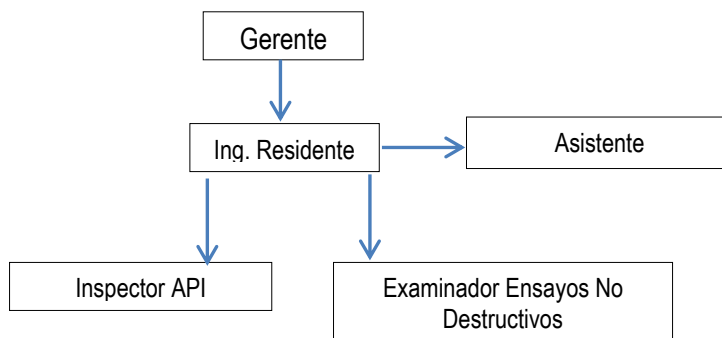 Gerente
Ing. Residente
Asistente
Inspector API
Examinador Ensayos No
Destructivos